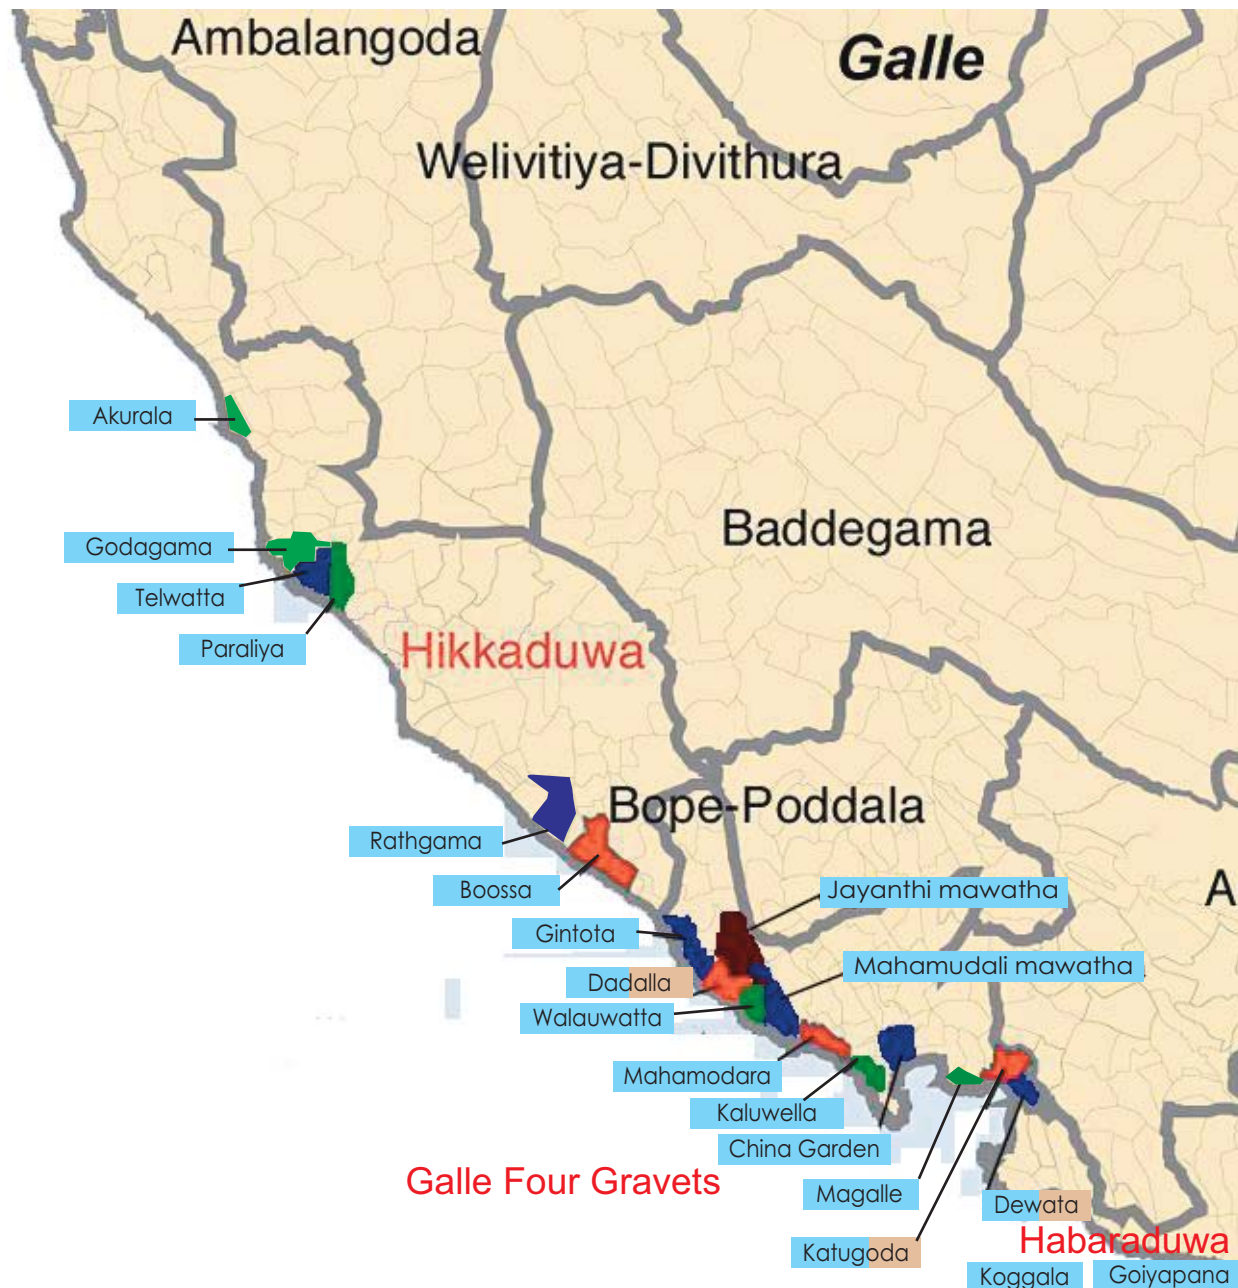 Ambalangoda
Galle
Welivitiya-Divithura
Akurala
Baddegama
Godagama
Telwatta
Paraliya
Hikkaduwa
Bope-Poddala
Rathgama
Boossa
Jayanthi mawatha
A
Gintota
Mahamudali mawatha
Dadalla
Walauwatta
Mahamodara
Kaluwella
China Garden
Galle Four Gravets
Magalle
Dewata
Katugoda
Habaraduwa
Koggala
Goiyapana